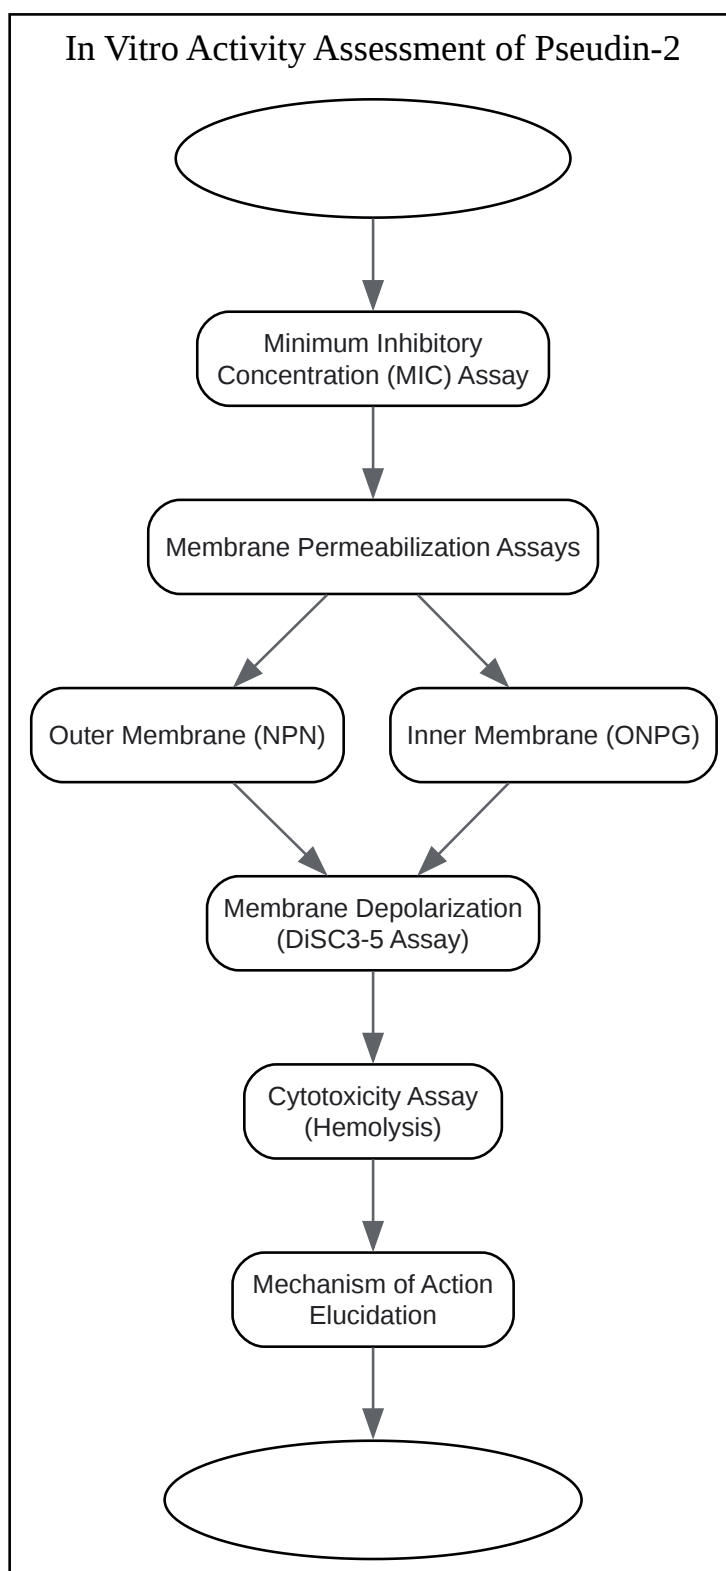 In Vitro Activity Assessment of Pseudin-2
Minimum Inhibitory
Concentration (MIC) Assay
Membrane Permeabilization Assays
Outer Membrane (NPN)
Inner Membrane (ONPG)
Membrane Depolarization
(DiSC3-5 Assay)
Cytotoxicity Assay
(Hemolysis)
Mechanism of Action
Elucidation